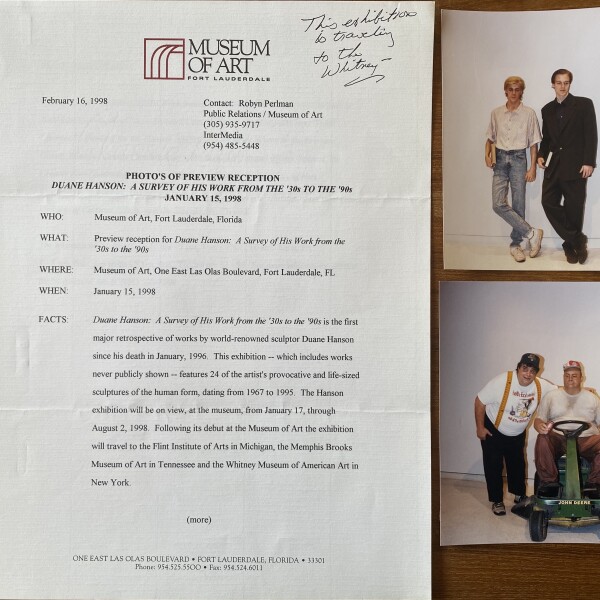 This exhibition
is traveling
to the
Whitney
MUSEUM
OF ART
FORT LAUDERDALE
February 16, 1998
Contact: Robyn Perlman
Public Relations / Museum of Art
(305) 935-9717
InterMedia
(954) 485-5448
PHOTO'S OF PREVIEW RECEPTION
DUANE HANSON: A SURVEY OF HIS WORK FROM THE '30s TO THE '90s
JANUARY 15, 1998
WHO: Museum of Art, Fort Lauderdale, Florida
WHAT: Preview reception for Duane Hanson: A Survey of His Work from the
'30s to the '90s
WHERE: Museum of Art, One East Las Olas Boulevard, Fort Lauderdale, FL
WHEN: January 15, 1998
FACTS: Duane Hanson: A Survey of His Work from the '30s to the '90s is the first
major retrospective of works by world-renowned sculptor Duane Hanson
since his death in January, 1996. This exhibition -- which includes works
never publicly shown -- features 24 of the artist's provocative and life-sized
sculptures of the human form, dating from 1967 to 1995. The Hanson
exhibition will be on view, at the museum, from January 17, through
August 2, 1998. Following its debut at the Museum of Art the exhibition
will travel to the Flint Institute of Arts in Michigan, the Memphis Brooks
Museum of Art in Tennessee and the Whitney Museum of American Art in
New York.
(more)
ONE EAST LAS OLAS BOULEVARD • FORT LAUDERDALE, FLORIDA • 33301
Phone: 954.525.5500 • Fax: 954.524.6011
JOHN DEERE